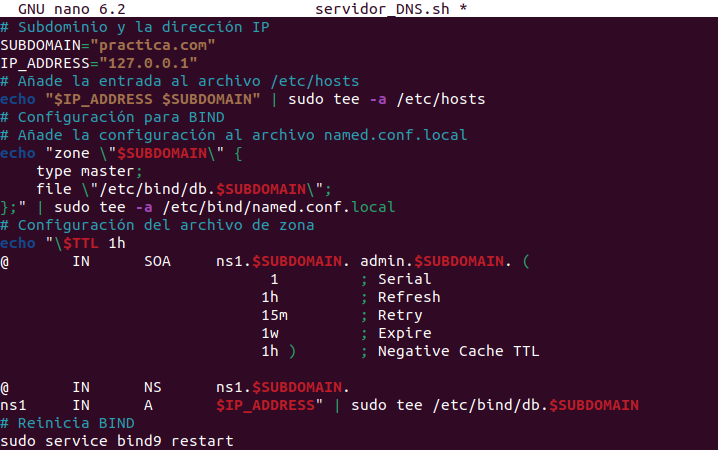 GNU nano 6.2                     servidor_DNS.sh *
# Subdominio y la dirección IP
SUBDOMAIN="practica.com"
IP_ADDRESS="127.0.0.1"
# Añade la entrada al archivo /etc/hosts
echo "$IP_ADDRESS $SUBDOMAIN" | sudo tee -a /etc/hosts
# Configuración para BIND
# Añade la configuración al archivo named.conf.local
echo "zone \"$SUBDOMAIN\" {
    type master;
    file \"/etc/bind/db.$SUBDOMAIN\";
};" | sudo tee -a /etc/bind/named.conf.local
# Configuración del archivo de zona
echo "\$TTL 1h
@       IN      SOA     ns1.$SUBDOMAIN. admin.$SUBDOMAIN. (
                              1         ; Serial
                             1h         ; Refresh
                             15m        ; Retry
                             1w         ; Expire
                             1h )       ; Negative Cache TTL
@       IN      NS      ns1.$SUBDOMAIN.
ns1     IN      A       $IP_ADDRESS" | sudo tee /etc/bind/db.$SUBDOMAIN
# Reinicia BIND
sudo service bind9 restart